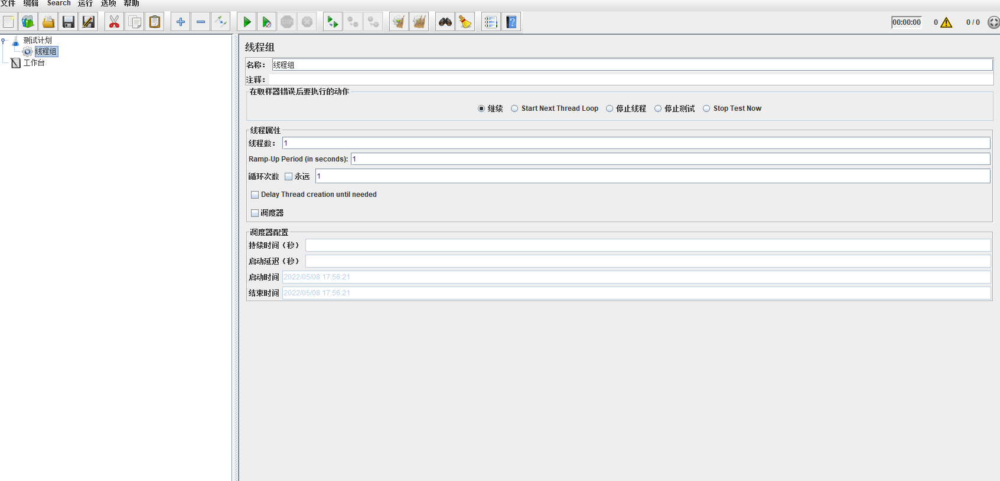 文件 编辑 Search 运行 选项 帮助
STOP
00:00:00 0 0 / 0
测试计划
线程组
工作台
线程组
名称： 线程组
注释：
在取样器错误后要执行的动作
继续 Start Next Thread Loop 停止线程 停止测试 Stop Test Now
线程属性
线程数： 1
Ramp-Up Period (in seconds): 1
循环次数 永远 1
Delay Thread creation until needed
调度器
调度器配置
持续时间（秒）
启动延迟（秒）
启动时间 2022/05/08 17:56:21
结束时间 2022/05/08 17:56:21